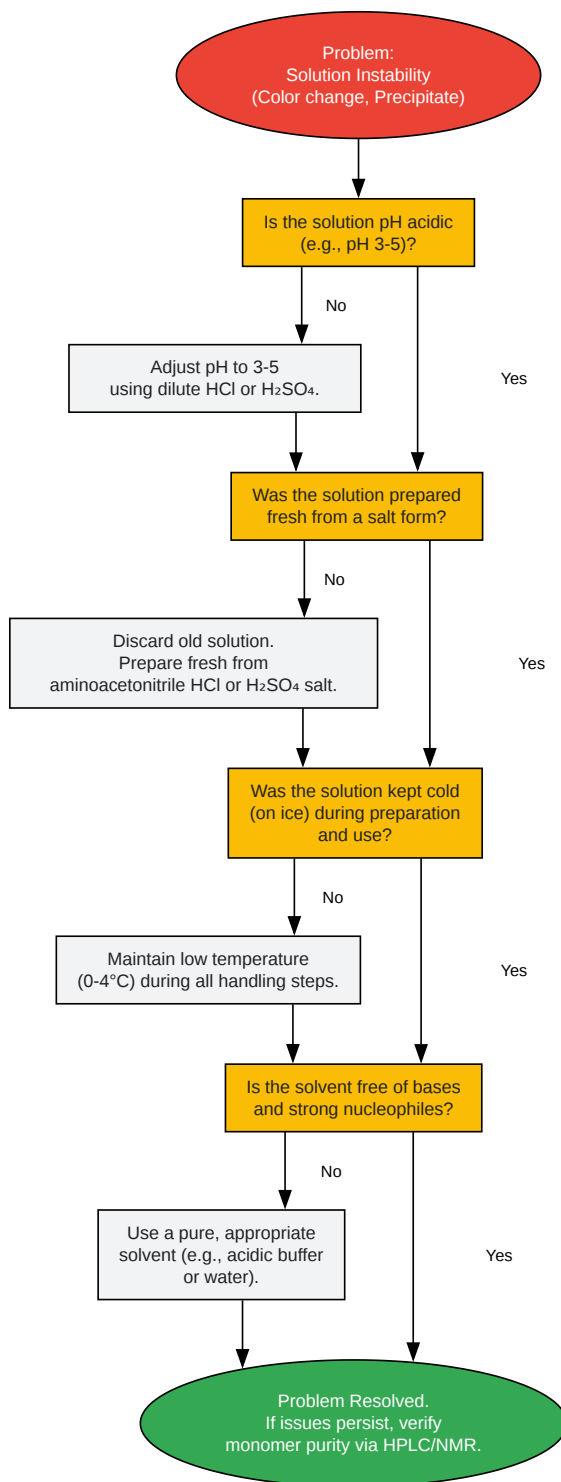 Problem:
Solution Instability
(Color change, Precipitate)
Is the solution pH acidic
(e.g., pH 3-5)?
No
Yes
Adjust pH to 3-5
using dilute HCl or H₂SO₄.
Was the solution prepared
fresh from a salt form?
No
Yes
Discard old solution.
Prepare fresh from
aminoacetonitrile HCl or H₂SO₄ salt.
Was the solution kept cold
(on ice) during preparation
and use?
No
Yes
Maintain low temperature
(0-4°C) during all handling steps.
Is the solvent free of bases
and strong nucleophiles?
No
Yes
Use a pure, appropriate
solvent (e.g., acidic buffer
or water).
Problem Resolved.
If issues persist, verify
monomer purity via HPLC/NMR.